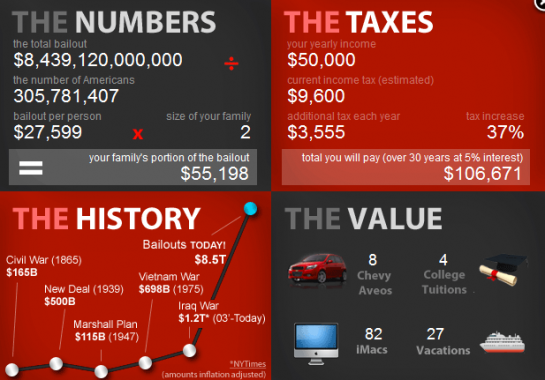 THE NUMBERS
the total bailout
$8,439,120,000,000
÷
the number of Americans
305,781,407
bailout per person
size of your family
$27,599
x
2
=
your family's portion of the bailout
$55,198
THE TAXES
your yearly income
$50,000
current income tax (estimated)
$9,600
additional tax each year
tax increase
$3,555
37%
total you will pay (over 30 years at 5% interest)
$106,671
THE HISTORY
Bailouts TODAY!
$8.5T
Civil War (1865)
$165B
New Deal (1939)
$500B
Marshall Plan
$115B (1947)
Vietnam War
$698B (1975)
Iraq War
$1.2T* (03'-Today)
*NYTimes
(amounts inflation adjusted)
THE VALUE
8
Chevy
Aveos
4
College
Tuitions
82
iMacs
27
Vacations